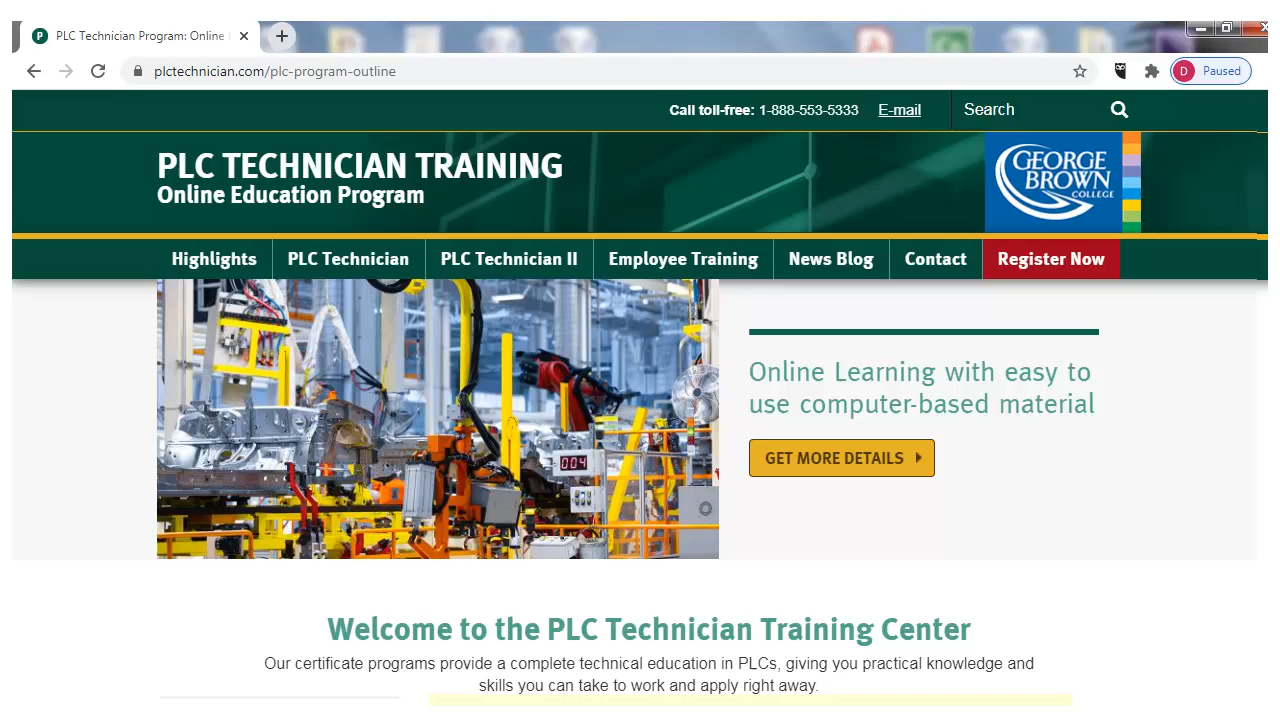 PLC Technician Program: Online
plctechnician.com/plc-program-outline
D Paused
Call toll-free: 1-888-553-5333 E-mail Search
PLC TECHNICIAN TRAINING
Online Education Program
GEORGE
BROWN
COLLEGE
Highlights PLC Technician PLC Technician II Employee Training News Blog Contact Register Now
004
Online Learning with easy to
use computer-based material
GET MORE DETAILS
Welcome to the PLC Technician Training Center
Our certificate programs provide a complete technical education in PLCs, giving you practical knowledge and
skills you can take to work and apply right away.